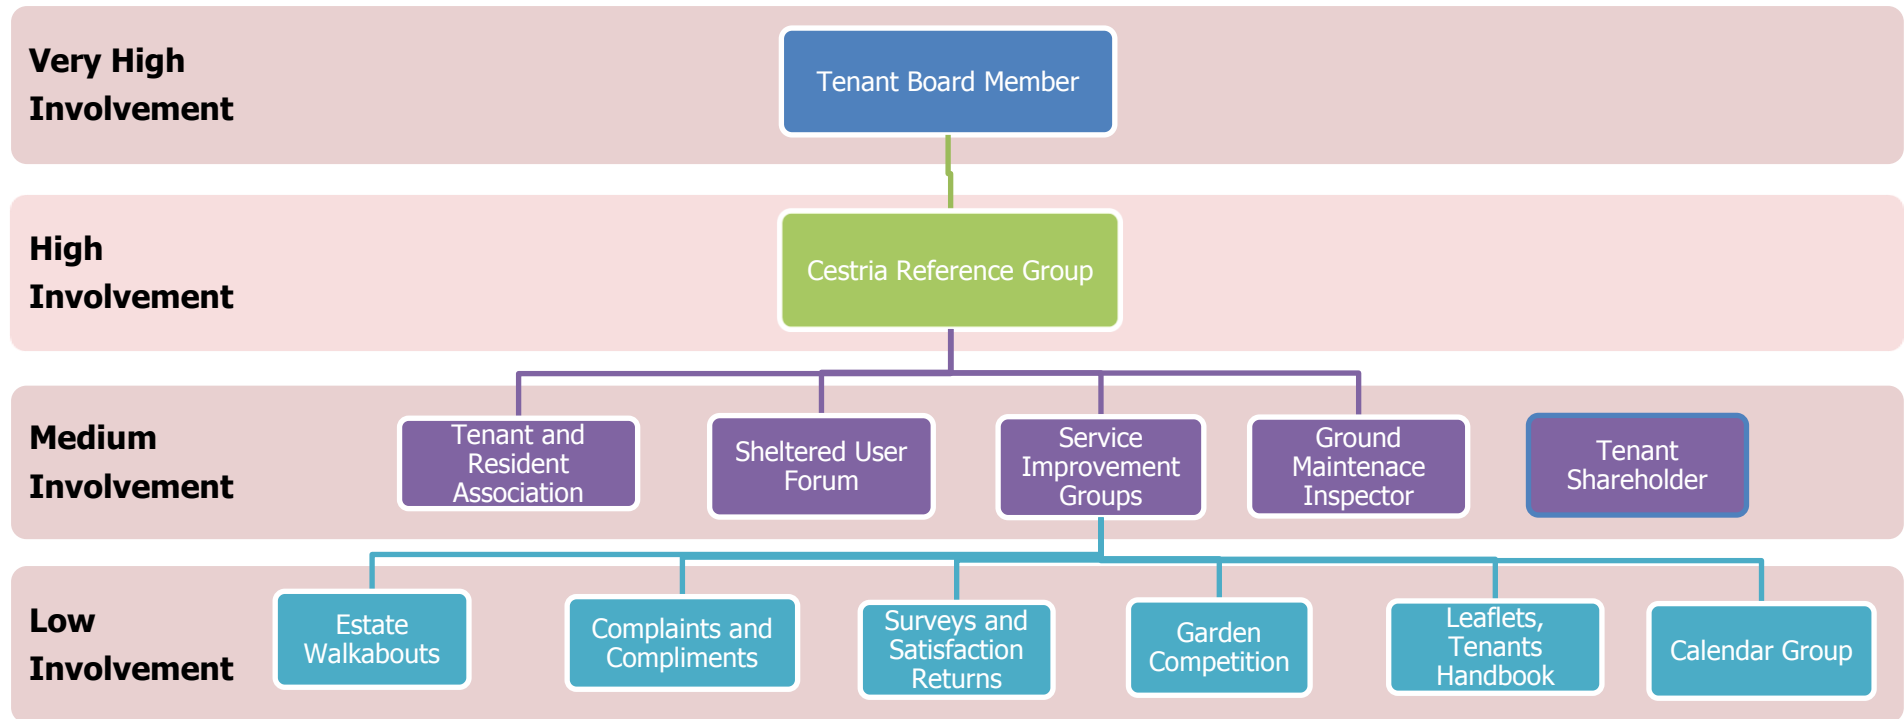 Very High
Involvement
Tenant Board Member
High
Involvement
Cestria Reference Group
Medium
Involvement
Tenant and
Resident
Association
Sheltered User
Forum
Service
Improvement
Groups
Ground
Maintenace
Inspector
Tenant
Shareholder
Low
Involvement
Estate
Walkabouts
Complaints and
Compliments
Surveys and
Satisfaction
Returns
Garden
Competition
Leaflets,
Tenants
Handbook
Calendar Group